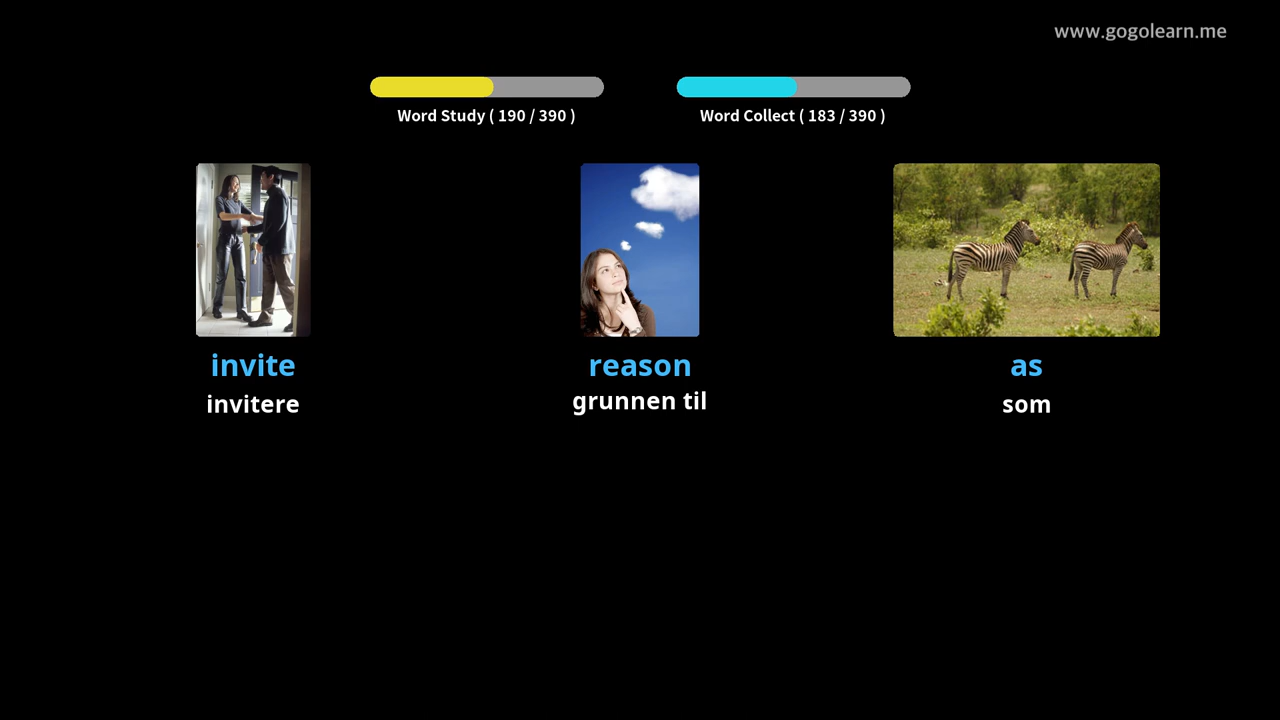 www.gogolearn.me
Word Study ( 190 / 390 )
Word Collect ( 183 / 390 )
invite
invitere
reason
grunnen til
as
som